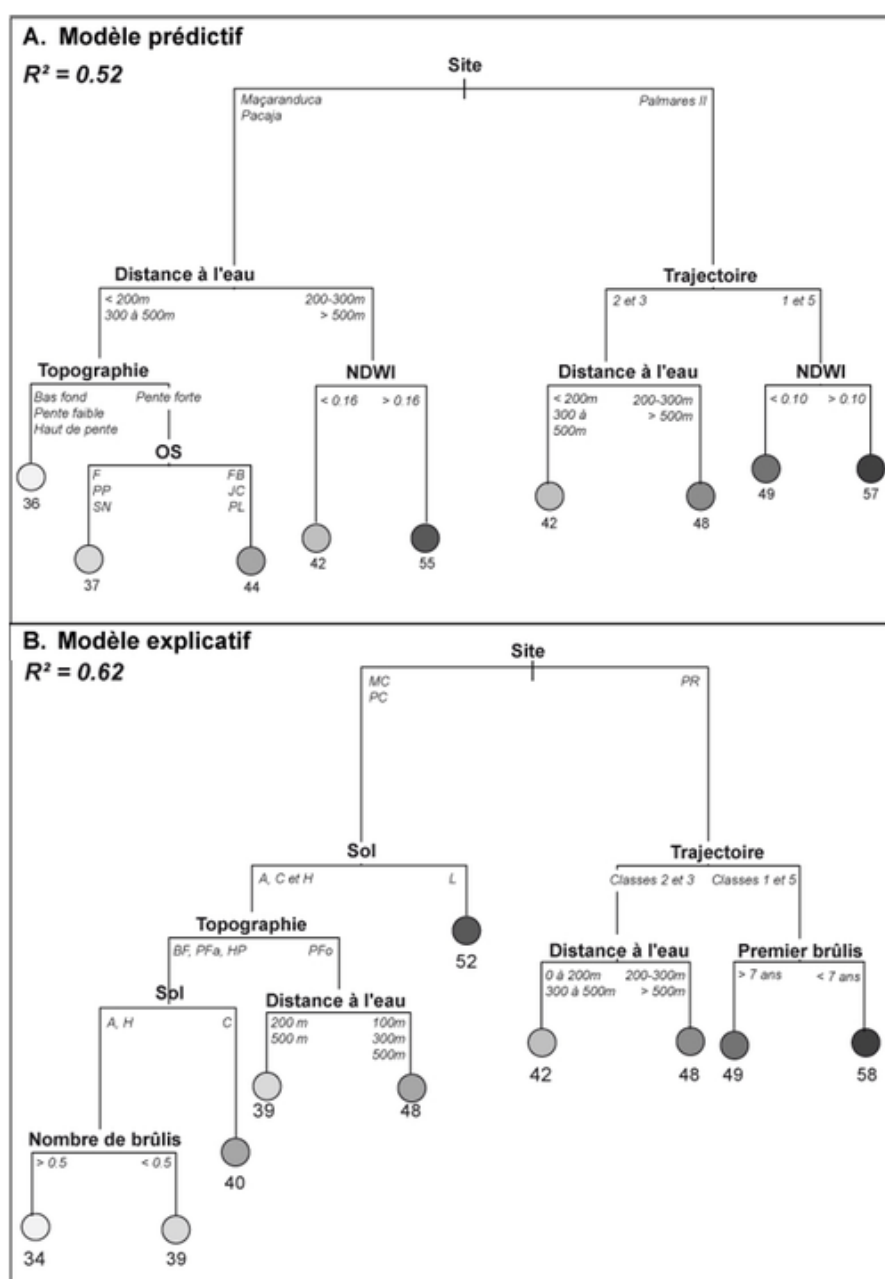 A. Modèle prédictif
R² = 0.52
Site
Maçaranduca
Pacaja
Palmares II
Distance à l'eau
< 200m
300 à 500m
200-300m
> 500m
Trajectoire
2 et 3
1 et 5
Topographie
Bas fond
Pente faible
Haut de pente
Pente forte
NDWI
< 0.16
> 0.16
Distance à l'eau
< 200m
300 à
500m
200-300m
> 500m
NDWI
< 0.10
> 0.10
OS
F
PP
SN
FB
JC
PL
36
37
44
42
55
42
48
49
57
B. Modèle explicatif
R² = 0.62
Site
MC
PC
PR
Sol
A, C et H
L
Trajectoire
Classes 2 et 3
Classes 1 et 5
Topographie
BF, PFa, HP
PFo
52
Distance à l'eau
0 à 200m
300 à 500m
200-300m
> 500m
Premier brûlis
> 7 ans
< 7 ans
Sol
A, H
C
Distance à l'eau
200 m
500 m
100m
300m
500m
39
48
42
48
49
58
Nombre de brûlis
> 0.5
< 0.5
40
34
39